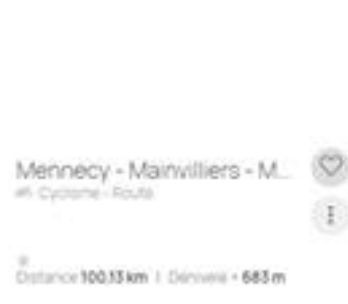 Mennecy - Mainvilliers - M...
Cyclisme - Route
Distance 100,13 km | Dénivelé + 683 m